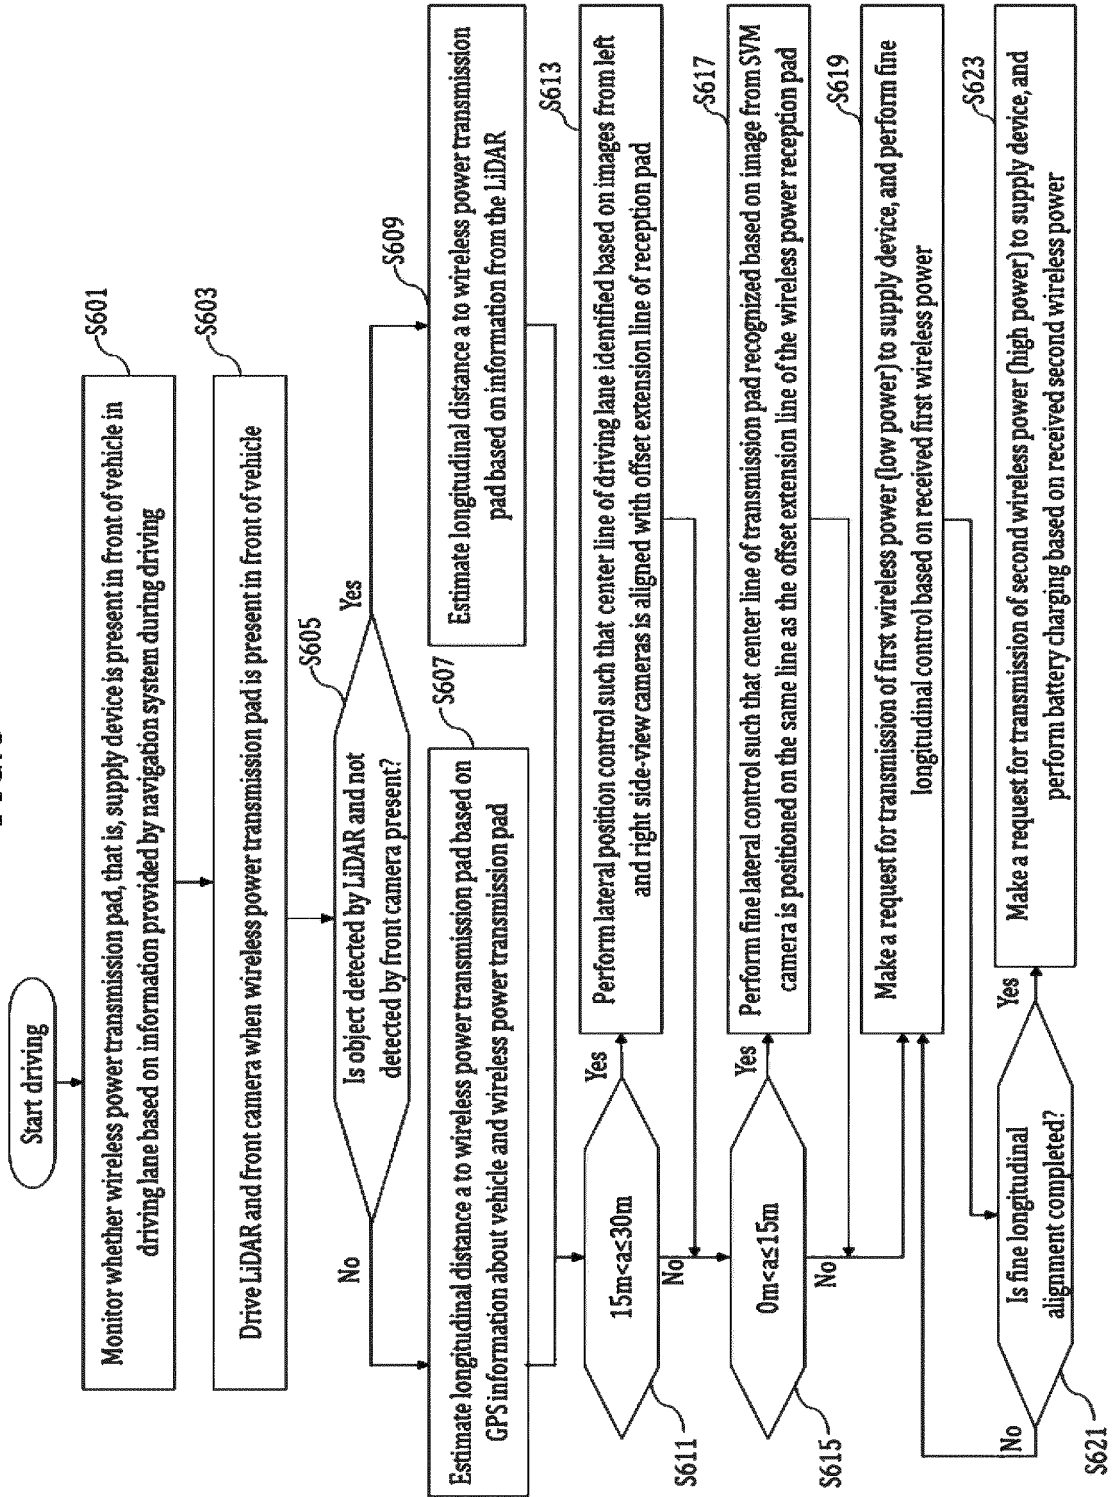 Start driving
S601
Monitor whether wireless power transmission pad, that is, supply device is present in front of vehicle in
driving lane based on information provided by navigation system during driving
S603
Drive LiDAR and front camera when wireless power transmission pad is present in front of vehicle
S605
Is object detected by LiDAR and not
detected by front camera present?
No
Yes
S607
Estimate longitudinal distance a to wireless power transmission pad based on
GPS information about vehicle and wireless power transmission pad
S609
Estimate longitudinal distance a to wireless power transmission
pad based on information from the LiDAR
S611
15m<a≤30m
Yes
No
S613
Perform lateral position control such that center line of driving lane identified based on images from left
and right side-view cameras is aligned with offset extension line of reception pad
S615
0m<a≤15m
Yes
No
S617
Perform fine lateral control such that center line of transmission pad recognized based on image from SVM
camera is positioned on the same line as the offset extension line of the wireless power reception pad
S619
Make a request for transmission of first wireless power (low power) to supply device, and perform fine
longitudinal control based on received first wireless power
S621
Is fine longitudinal
alignment completed?
No
Yes
S623
Make a request for transmission of second wireless power (high power) to supply device, and
perform battery charging based on received second wireless power